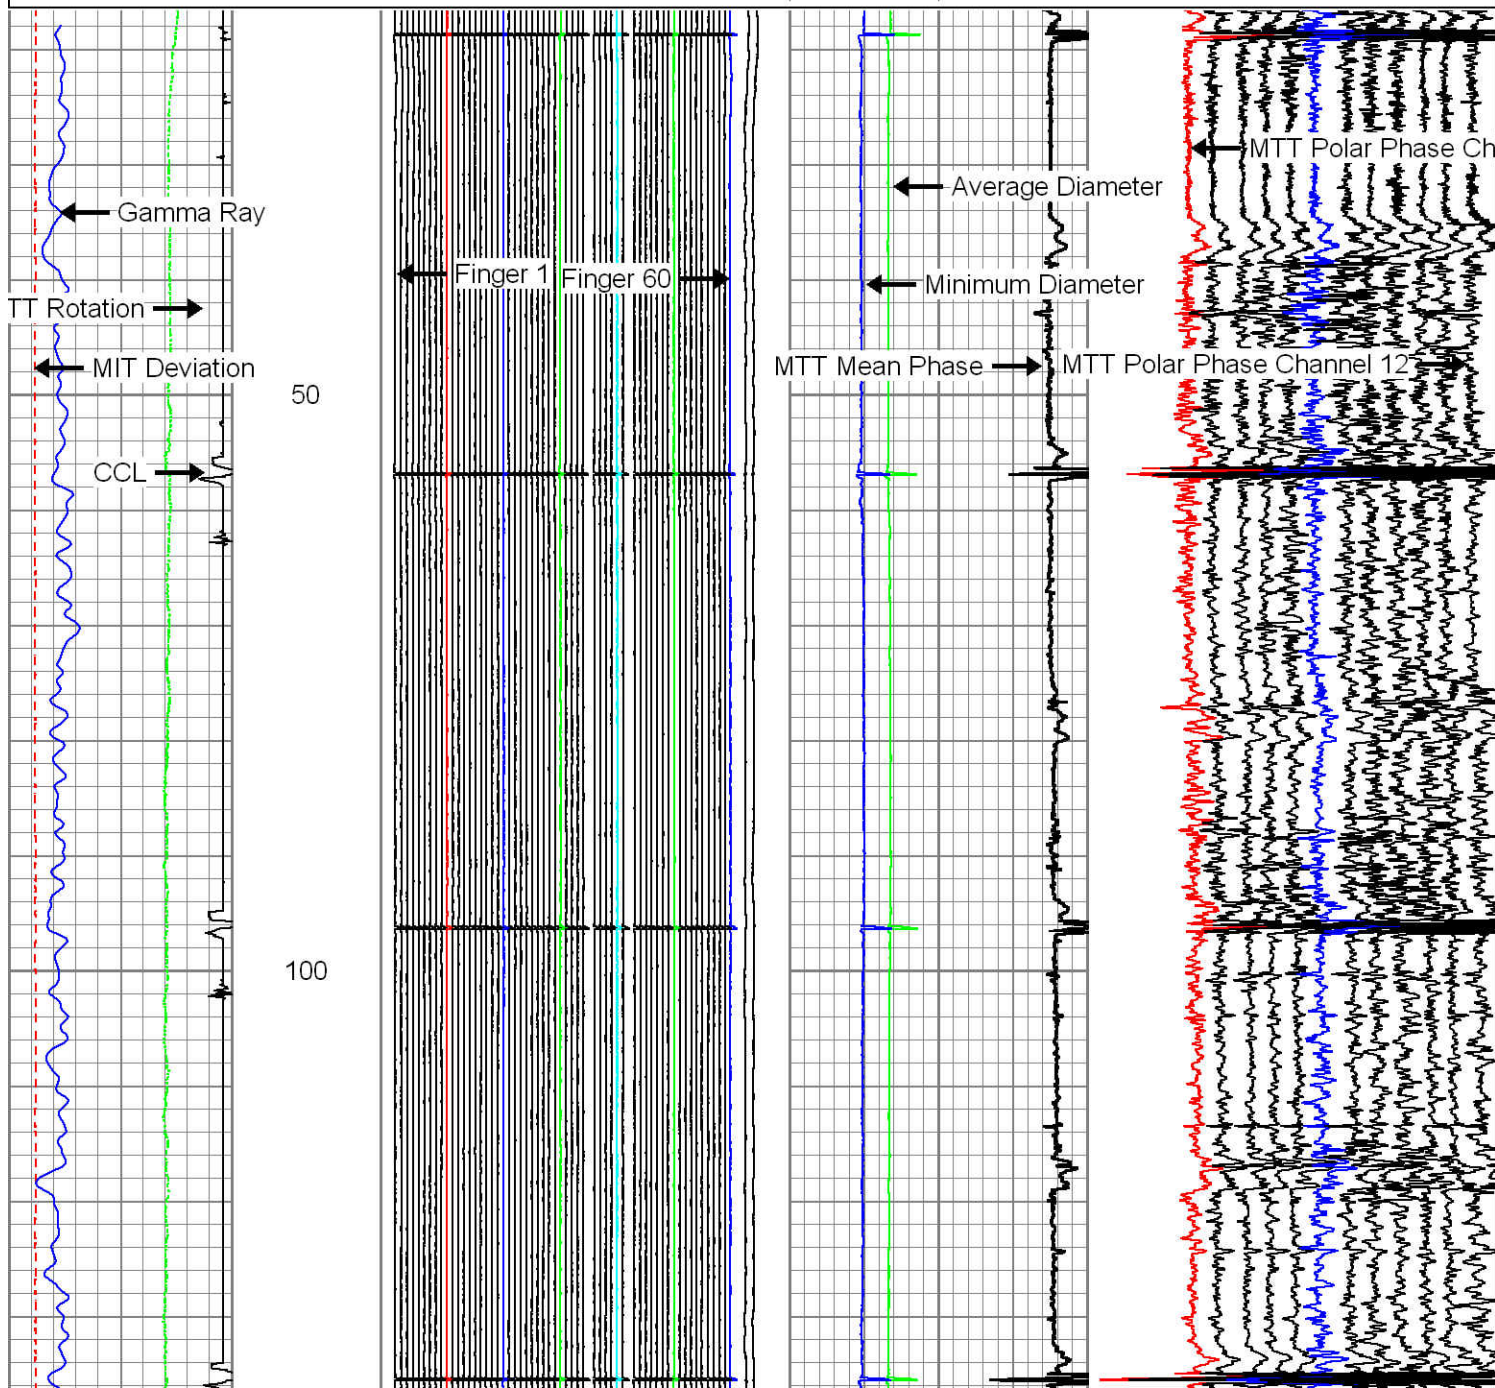 MTT Polar Phase Ch
Average Diameter
Gamma Ray
Finger 1
Finger 60
Minimum Diameter
TT Rotation
MIT Deviation
MTT Mean Phase
MTT Polar Phase Channel 12
50
CCL
100